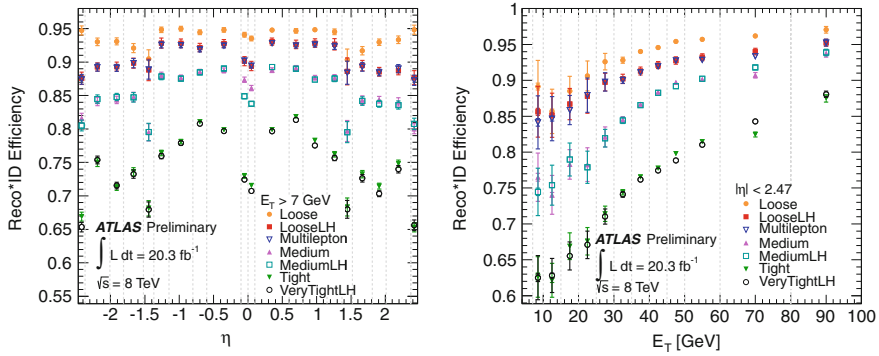 Reco*ID Efficiency
0.95
0.9
0.85
0.8
0.75
0.7
0.65
0.6
0.55
E_T > 7 GeV
Loose
LooseLH
Multilepton
Medium
MediumLH
Tight
VeryTightLH
ATLAS Preliminary
∫ L dt = 20.3 fb⁻¹
√s = 8 TeV
-2 -1.5 -1 -0.5 0 0.5 1 1.5 2
η
Reco*ID Efficiency
1
0.95
0.9
0.85
0.8
0.75
0.7
0.65
0.6
|η| < 2.47
Loose
LooseLH
Multilepton
Medium
MediumLH
Tight
VeryTightLH
ATLAS Preliminary
∫ L dt = 20.3 fb⁻¹
√s = 8 TeV
10 20 30 40 50 60 70 80 90 100
E_T [GeV]